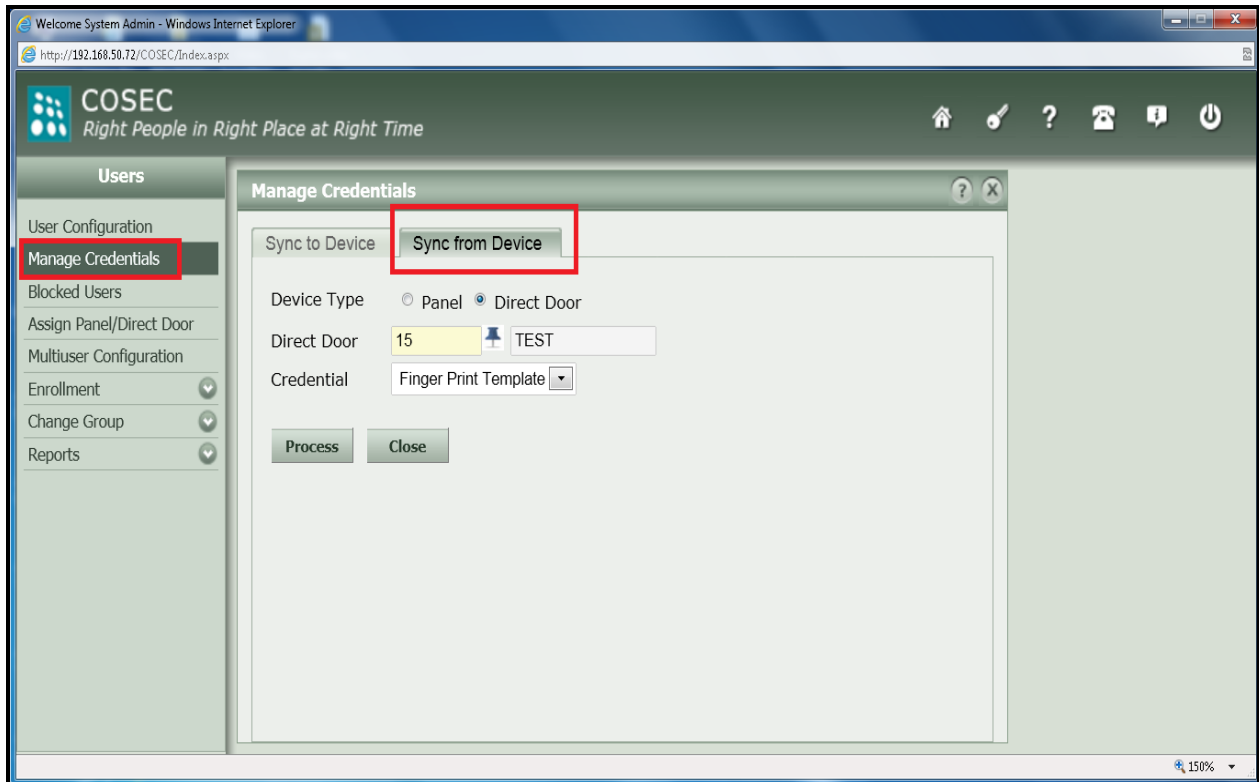 Welcome System Admin - Windows Internet Explorer
http://192.168.50.72/COSEC/Index.aspx
COSEC
Right People in Right Place at Right Time
Users
User Configuration
Manage Credentials
Blocked Users
Assign Panel/Direct Door
Multiuser Configuration
Enrollment
Change Group
Reports
Manage Credentials
Sync to Device Sync from Device
Device Type Panel Direct Door
Direct Door 15 TEST
Credential Finger Print Template
Process Close
150%